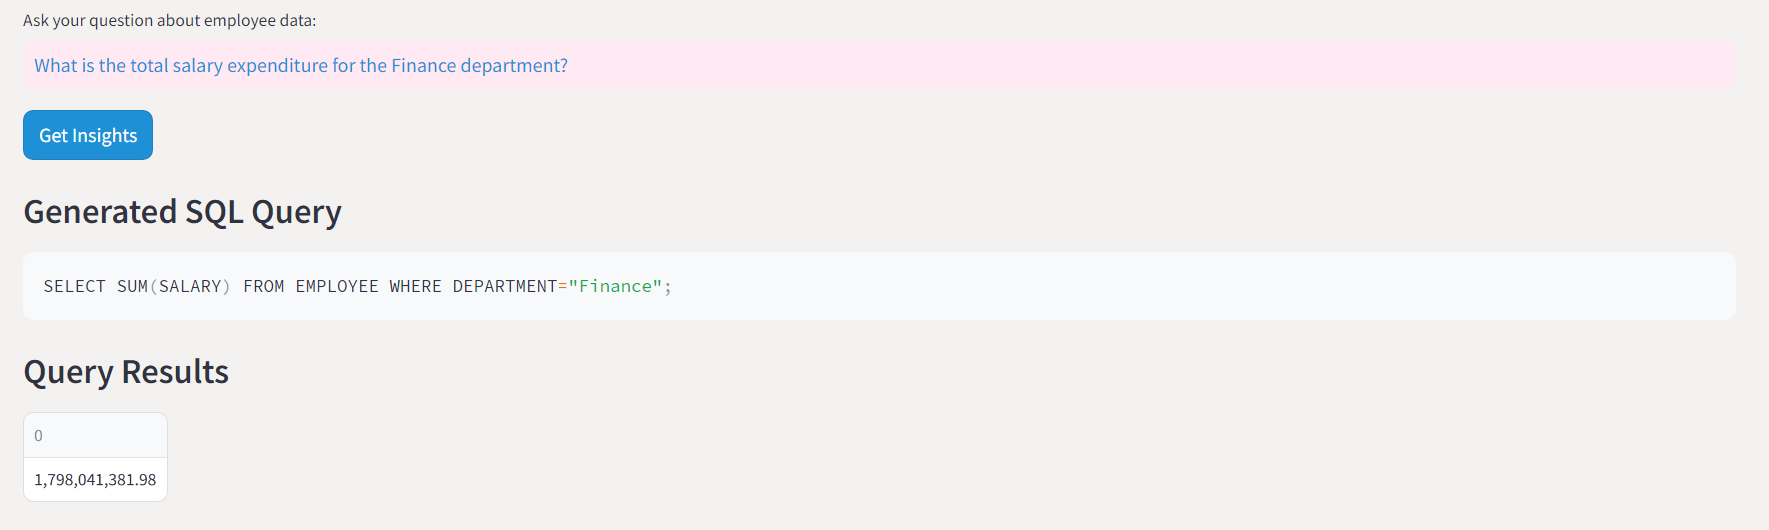 Ask your question about employee data:
What is the total salary expenditure for the Finance department?
Get Insights
Generated SQL Query
SELECT SUM(SALARY) FROM EMPLOYEE WHERE DEPARTMENT="Finance";
Query Results
0
1,798,041,381.98